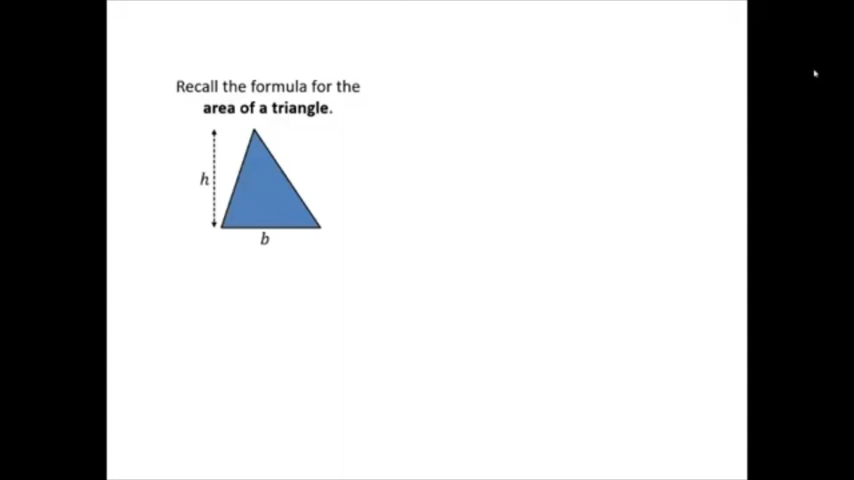 Recall the formula for the
area of a triangle.
h
b